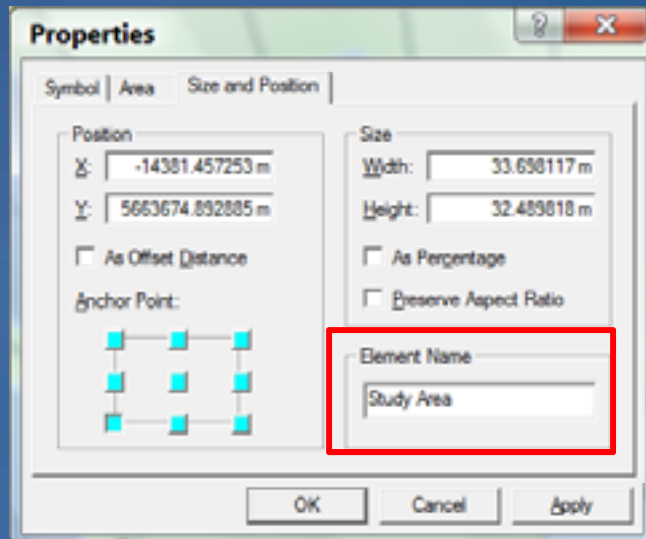 Properties
Symbol Area Size and Position
Position
X: -14381.457253 m
Y: 5663674.892885 m
As Offset Distance
Anchor Point:
Size
Width: 33.698117 m
Height: 32.489818 m
As Percentage
Preserve Aspect Ratio
Element Name
Study Area
OK Cancel Apply